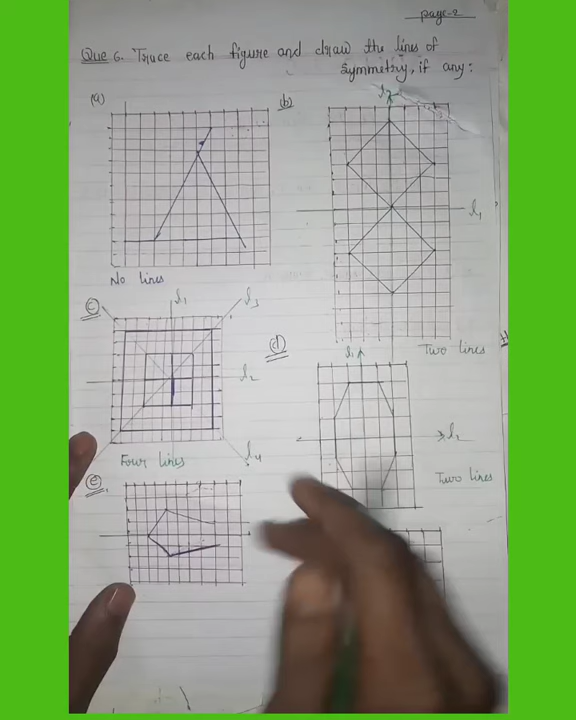 page-2
Que 6. Trace each figure and draw the lines of
symmetry, if any:
(a)
(b)
l₁
No lines
Two lines
(c)
l₁
l₃
l₂
l₄
Four lines
(d)
l₁
l₂
Two lines
(e).